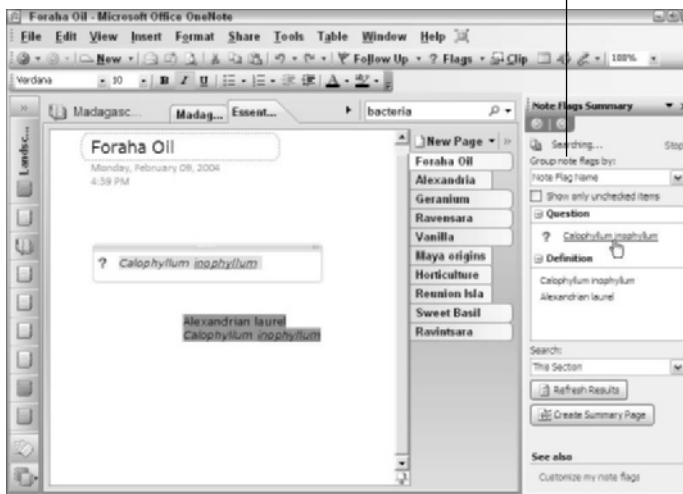 Foraha Oil - Microsoft Office OneNote
File Edit View Insert Format Share Tools Table Window Help
New Follow Up ? Flags Clip 100%
Verdana 10 B I U A
Madagasc... Madag... Essent... bacteria
Landsc...
Foraha Oil
Monday, February 09, 2004
4:39 PM
? Calophyllum inophyllum
Alexandrian laurel
Calophyllum inophyllum
New Page
Foraha Oil
Alexandria
Geranium
Ravensara
Vanilla
Maya origins
Horticulture
Reunion Isla
Sweet Basil
Ravintsara
Note Flags Summary
Searching... Stop
Group note flags by:
Note Flag Name
Show only unchecked items
Question
? Calophyllum inophyllum
Definition
Calophyllum inophyllum
Alexandrian laurel
Search:
This Section
Refresh Results
Create Summary Page
See also
Customize my note flags